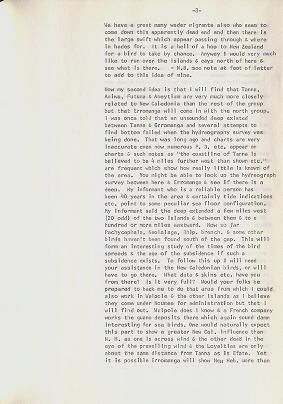 -3-
We have a great many wader migrants also who seem to
come down this apparently dead end and then there is
the large swift which appear passing through & where
in hades for. It is a hell of a hop to New Zealand
for a bird to take by chance. Anyway I would very much
like to run over the islands & cays north of here &
see what is there. - N.B. see note at foot of letter
to add to this idea of mine.
Now my second idea is that I will find that Tanna,
Aniwa, Futuna & Aneytium are very much more closely
related to New Caledonia than the rest of the group
but that Erromanga will come in with the north group.
I was once told that an unsounded deep existed
between Tanna & Erromanga and several attempts to
find bottom failed when the hydrography survey were
being done. That was long ago and charts are very
inaccurate even now numerous P. D. etc. appear on
charts & such notes as "the coastline of Tanna is
believed to be 4 miles further west than shown etc."
are frequent which show how really little is known of
the area. You might be able to look up the hydrograph
survey between here & Erromanga & see if there is a
deep. My informant who is a reliable person has
been 40 years in the area & certainly tide indications
etc. point to some peculiar sea floor configuration.
My informant said the deep extended a few miles west
(20 odd) of the two islands & between them & to a
hundred or more miles eastward. Now so far
Pachycephala, Neolalage, Rhip. branch. & some other
birds haven't been found south of the gap. This will
form an interesting study of the times of the bird
spreads & the age of the subsidence if such a
subsidence exists. To follow this up I will need
your assistance in the New Caledonian birds, or will
have to go there. What data & skins etc. have you
from there? Is it very full? Would your folks be
prepared to back me to do that area from which I could
also work in Walpole & the other islands as I believe
they come under Noumea for administration but that I
will find out. Walpole does I know & a French company
works the guano deposits there which again sound damn
interesting for sea birds. One would naturally expect
this part to show a greater New Cal. influence than
N. H. as one is across wind & the other dead in the
eye of the prevailing wind & the Loyalties are only
about the same distance from Tanna as is Efate. Yet
it is possible Erromanga will show New Heb. more than